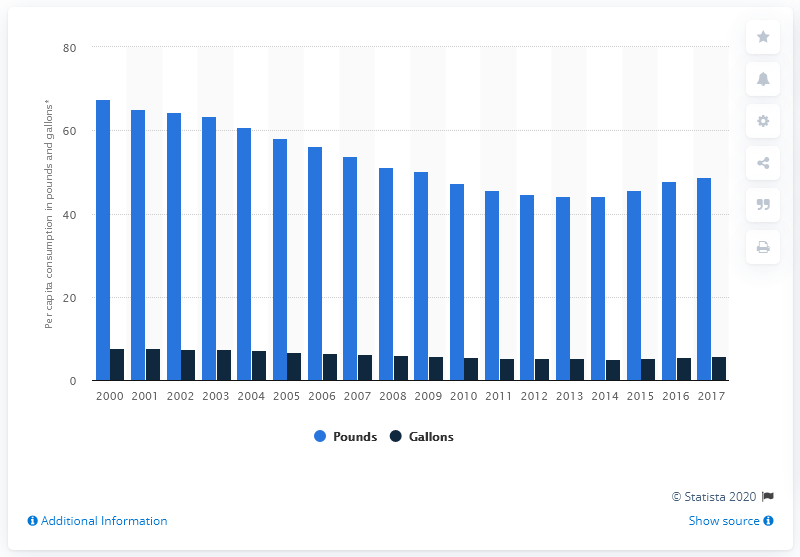 Per capita consumption in pounds and gallons*
80
60
40
20
0
2000 2001 2002 2003 2004 2005 2006 2007 2008 2009 2010 2011 2012 2013 2014 2015 2016 2017
Pounds Gallons
© Statista 2020
Additional Information Show source